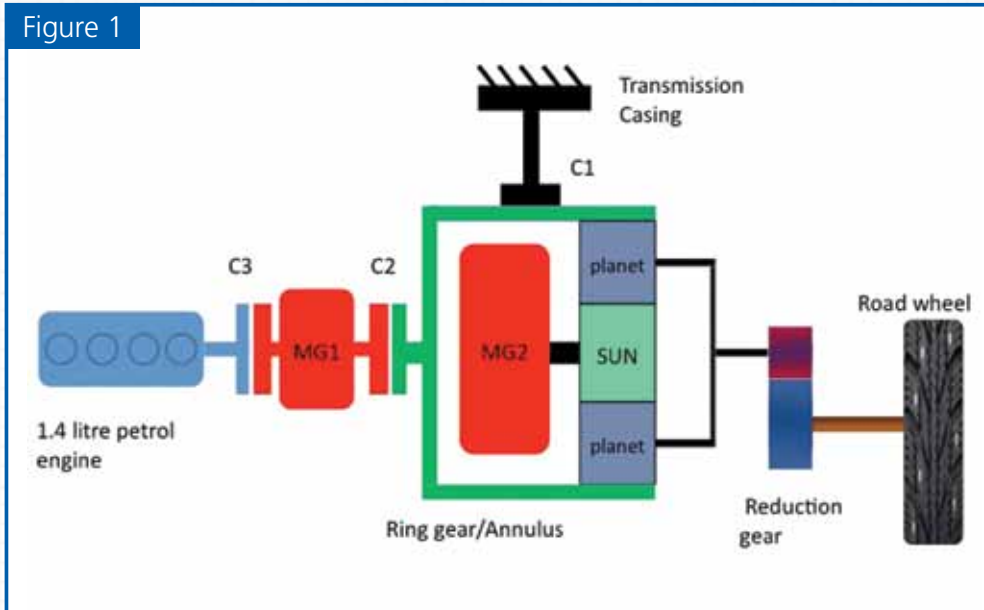 Figure 1
Transmission
Casing
C1
C3
C2
planet
Road wheel
MG1
MG2
SUN
1.4 litre petrol
engine
planet
Ring gear/Annulus
Reduction
gear